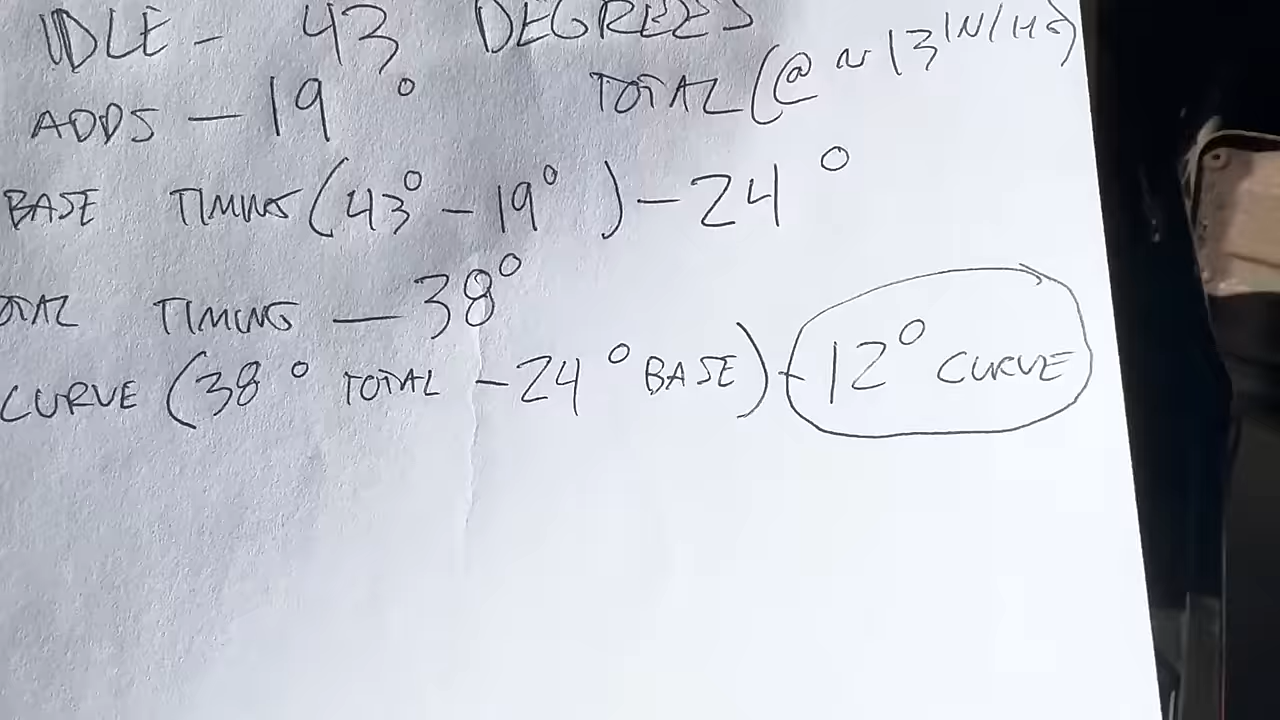 IDLE - 43 DEGREES
ADDS - 19° TOTAL (@ ~ 13 IN/HG)
BASE TIMING (43° - 19°) - 24°
OTAL TIMING - 38°
CURVE (38° TOTAL - 24° BASE) - 12° CURVE